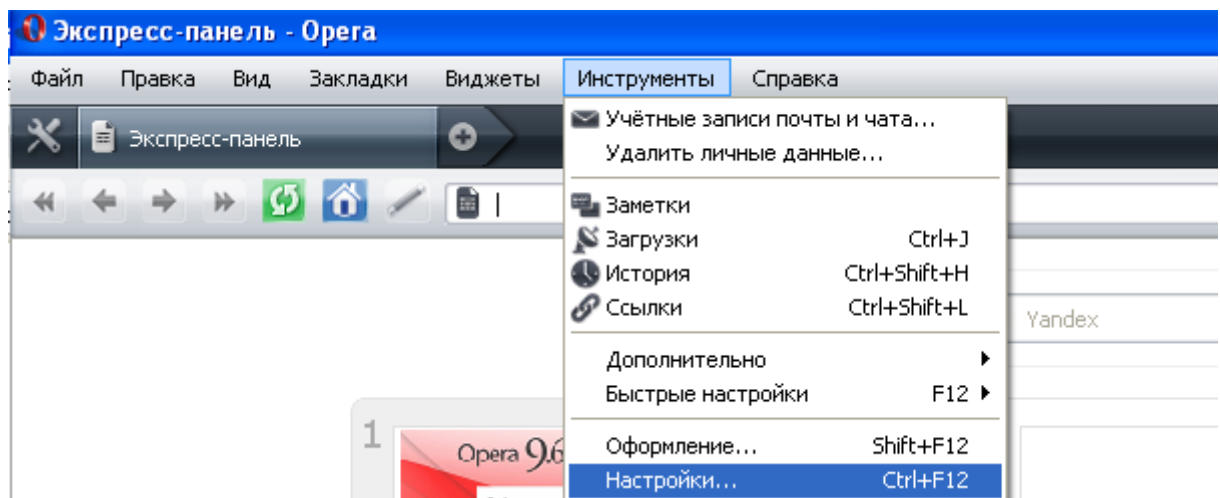 Экспресс-панель - Opera
Файл Правка Вид Закладки Виджеты Инструменты Справка
Экспресс-панель
Учётные записи почты и чата...
Удалить личные данные...
Заметки
Загрузки Ctrl+J
История Ctrl+Shift+H
Ссылки Ctrl+Shift+L
Yandex
Дополнительно
Быстрые настройки F12
1
Opera 9.6
Оформление... Shift+F12
Настройки... Ctrl+F12